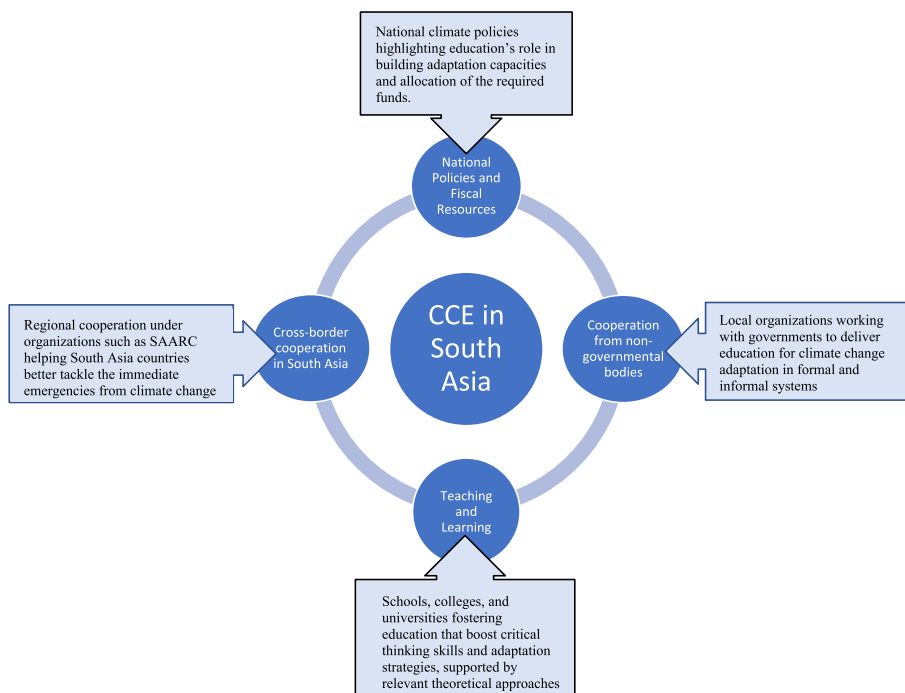 National climate policies
highlighting education’s role in
building adaptation capacities
and allocation of the required
funds.
National
Policies and
Fiscal
Resources
Regional cooperation under
organizations such as SAARC
helping South Asia countries
better tackle the immediate
emergencies from climate change
Cross-border
cooperation
in South Asia
CCE in
South
Asia
Cooperation
from non-
governmental
bodies
Local organizations working
with governments to deliver
education for climate change
adaptation in formal and
informal systems
Teaching
and
Learning
Schools, colleges, and
universities fostering
education that boost critical
thinking skills and adaptation
strategies, supported by
relevant theoretical approaches